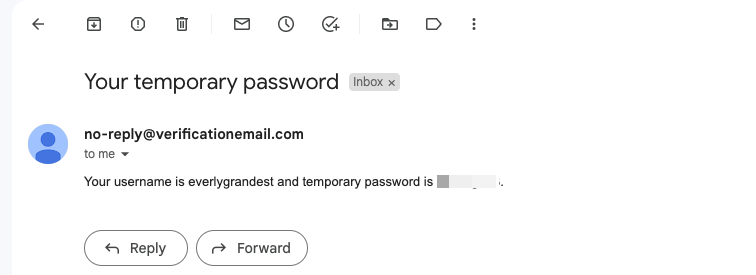 Your temporary password
Inbox ×
no-reply@verificationemail.com
to me
Your username is everlygrandest and temporary password is
Reply
Forward